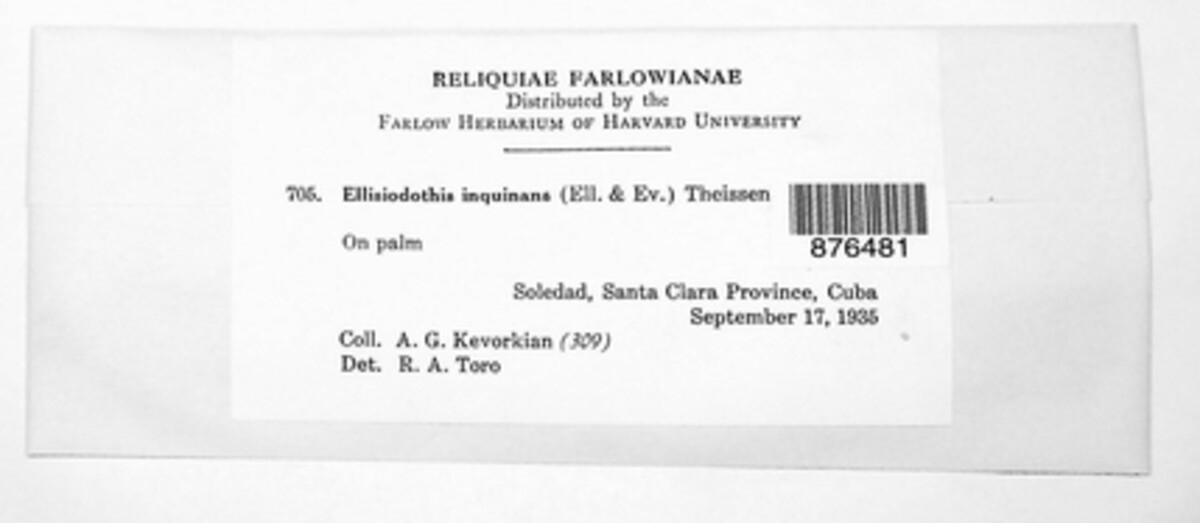 RELIQUIAE FARLOWIANAE
Distributed by the
FARLOW HERBARIUM OF HARVARD UNIVERSITY
705. Ellisiodothis inquinans (Ell. & Ev.) Theissen
876481
On palm
Soledad, Santa Clara Province, Cuba
September 17, 1935
Coll. A. G. Kevorkian (309)
Det. R. A. Toro